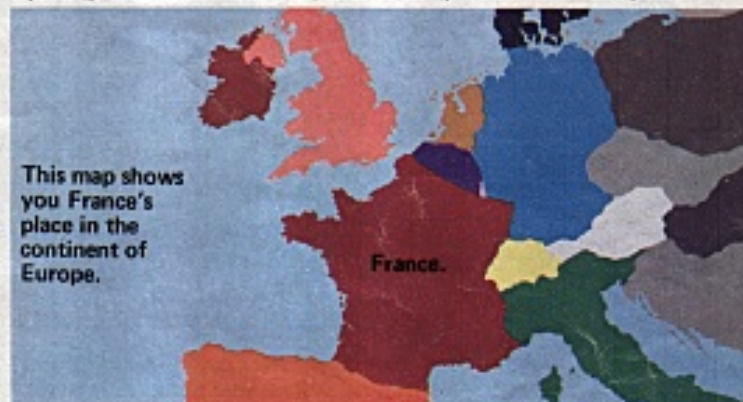 This map shows
you France's
place in the
continent of
Europe.
France.